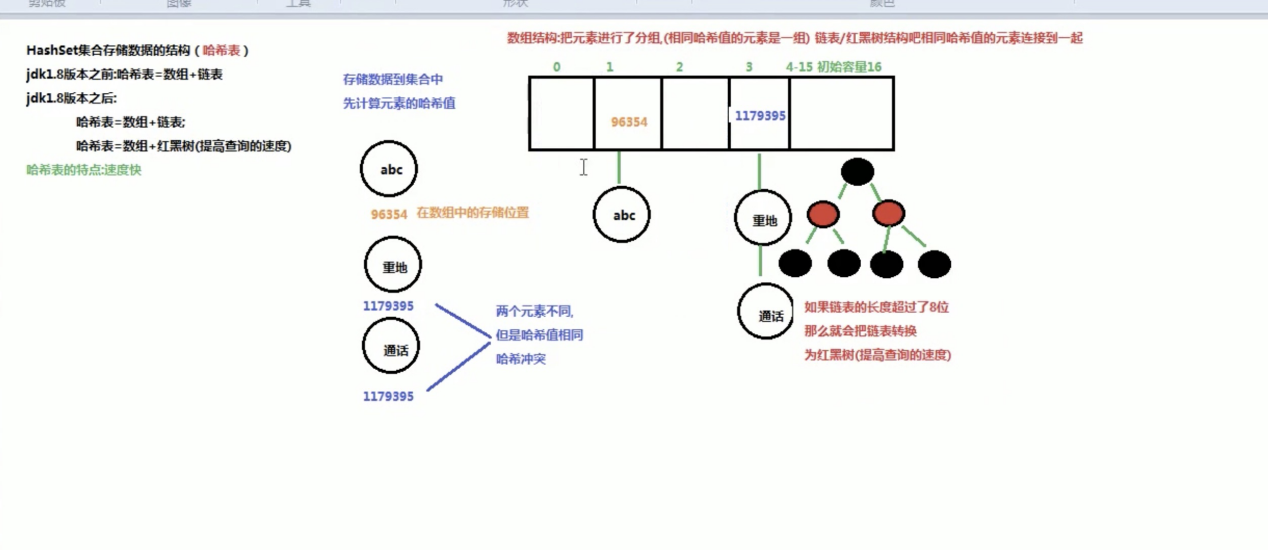 剪贴板
图像
工具
形状
颜色
HashSet集合存储数据的结构 ( 哈希表 )
jdk1.8版本之前:哈希表=数组+链表
jdk1.8版本之后:
哈希表=数组+链表;
哈希表=数组+红黑树(提高查询的速度)
哈希表的特点:速度快
存储数据到集合中
先计算元素的哈希值
abc
96354 在数组中的存储位置
重地
1179395
通话
1179395
两个元素不同,
但是哈希值相同
哈希冲突
数组结构:把元素进行了分组,(相同哈希值的元素是一组) 链表/红黑树结构吧相同哈希值的元素连接到一起
0 1 2 3 4-15 初始容量16
96354 1179395
abc
重地
通话
如果链表的长度超过了8位
那么就会把链表转换
为红黑树(提高查询的速度)